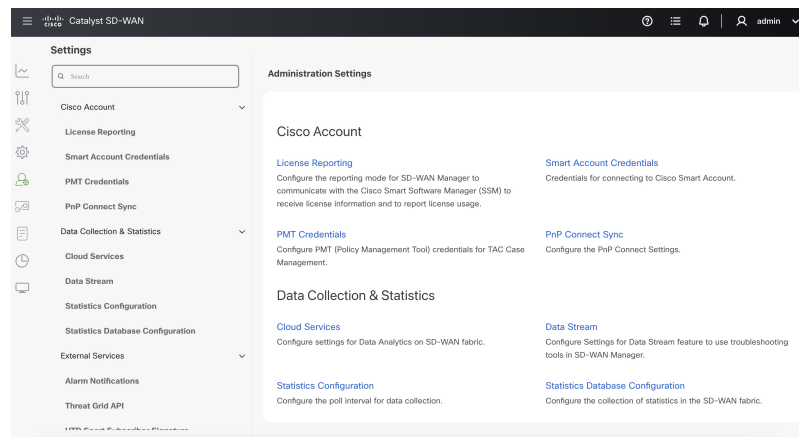 cisco Catalyst SD-WAN
admin
Settings
Search
Cisco Account
License Reporting
Smart Account Credentials
PMT Credentials
PnP Connect Sync
Data Collection & Statistics
Cloud Services
Data Stream
Statistics Configuration
Statistics Database Configuration
External Services
Alarm Notifications
Threat Grid API
Administration Settings
Cisco Account
License Reporting
Configure the reporting mode for SD-WAN Manager to
communicate with the Cisco Smart Software Manager (SSM) to
receive license information and to report license usage.
Smart Account Credentials
Credentials for connecting to Cisco Smart Account.
PMT Credentials
Configure PMT (Policy Management Tool) credentials for TAC Case
Management.
PnP Connect Sync
Configure the PnP Connect Settings.
Data Collection & Statistics
Cloud Services
Configure settings for Data Analytics on SD-WAN fabric.
Data Stream
Configure Settings for Data Stream feature to use troubleshooting
tools in SD-WAN Manager.
Statistics Configuration
Configure the poll interval for data collection.
Statistics Database Configuration
Configure the collection of statistics in the SD-WAN fabric.